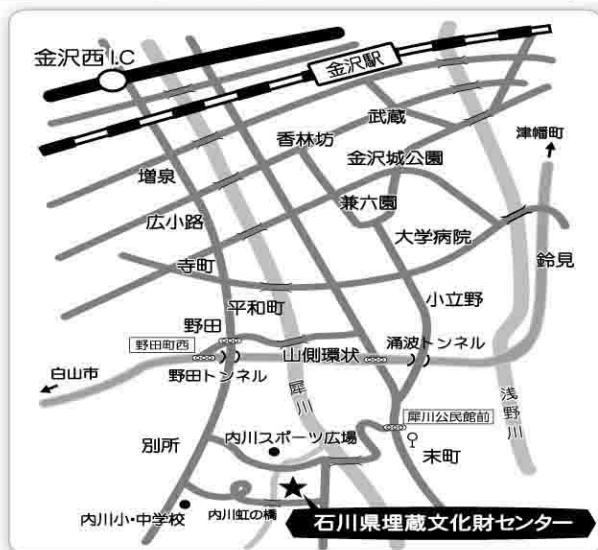 金沢西I.C
金沢駅
武蔵
香林坊
津幡町
金沢城公園
増泉
兼六園
広小路
大学病院
鈴見
寺町
小立野
平和町
野田
野田町西
涌波トンネル
山側環状
白山市
野田トンネル
犀川
浅野川
犀川公民館前
内川スポーツ広場
別所
末町
内川小・中学校
内川虹の橋
石川県埋蔵文化財センター